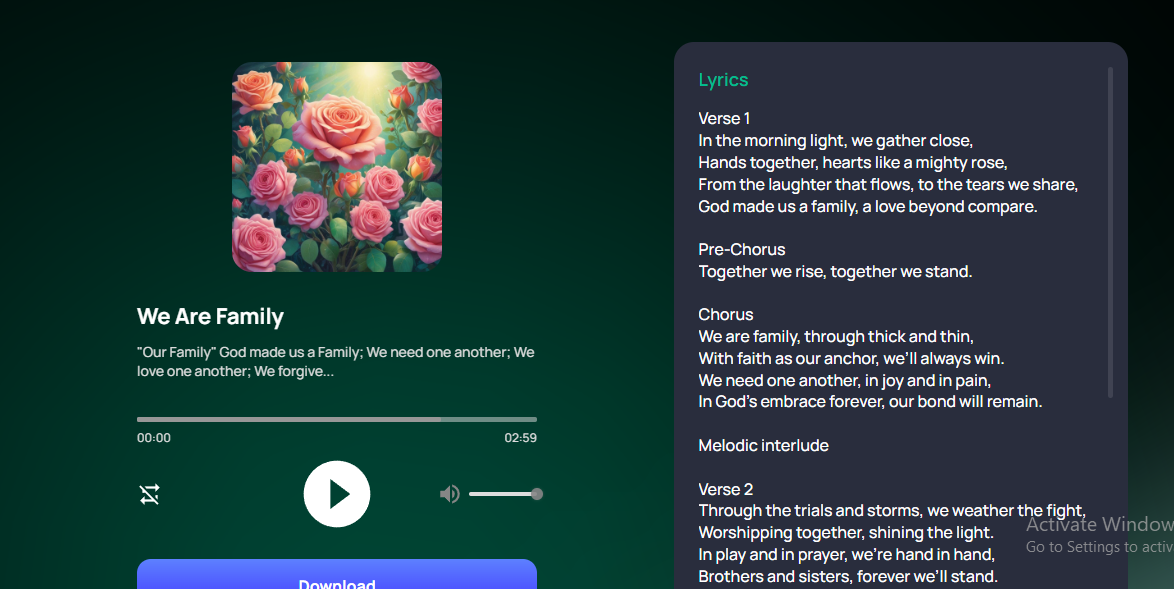 We Are Family
"Our Family" God made us a Family; We need one another; We
love one another; We forgive...
00:00
02:59
Download
Lyrics
Verse 1
In the morning light, we gather close,
Hands together, hearts like a mighty rose,
From the laughter that flows, to the tears we share,
God made us a family, a love beyond compare.
Pre-Chorus
Together we rise, together we stand.
Chorus
We are family, through thick and thin,
With faith as our anchor, we'll always win.
We need one another, in joy and in pain,
In God's embrace forever, our bond will remain.
Melodic interlude
Verse 2
Through the trials and storms, we weather the fight,
Worshipping together, shining the light.
In play and in prayer, we're hand in hand,
Brothers and sisters, forever we'll stand.
Activate Window
Go to Settings to activ